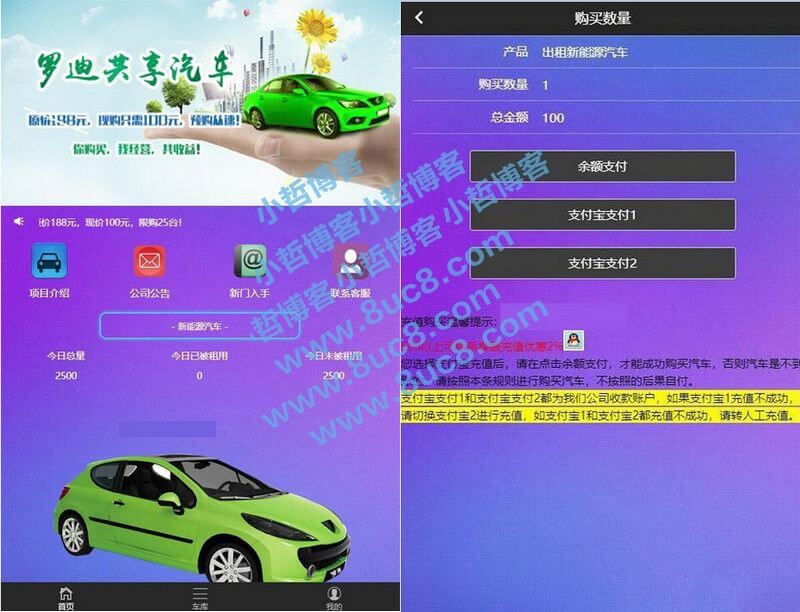 罗迪共享汽车
原价198元，现购只需100元，预购从速！
你购买，我经营，共收益！
价188元，现价100元，限购25台！
项目介绍
公司公告
新门入手
联系客服
- 新能源汽车 -
今日总量
今日已被租用
今日未被租用
2500
0
2500
首页
车库
我的
购买数量
产品 出租新能源汽车
购买数量 1
总金额 100
余额支付
支付宝支付1
支付宝支付2
充值购买温馨提示：
以上
充值优惠2%
您选择支付宝充值后，请在点击余额支付，才能成功购买汽车，否则汽车是不到
请按照本条规则进行购买汽车，不按照的后果自付。
支付宝支付1和支付宝支付2都为我们公司收款账户，如果支付宝1充值不成功，
请切换支付宝2进行充值，如支付宝1和支付宝2都充值不成功，请转人工充值。
小哲博客小哲博客
小哲博客 小哲博客
哲博客 www.8uc8.com
www.8uc8.com
www.8uc8.com